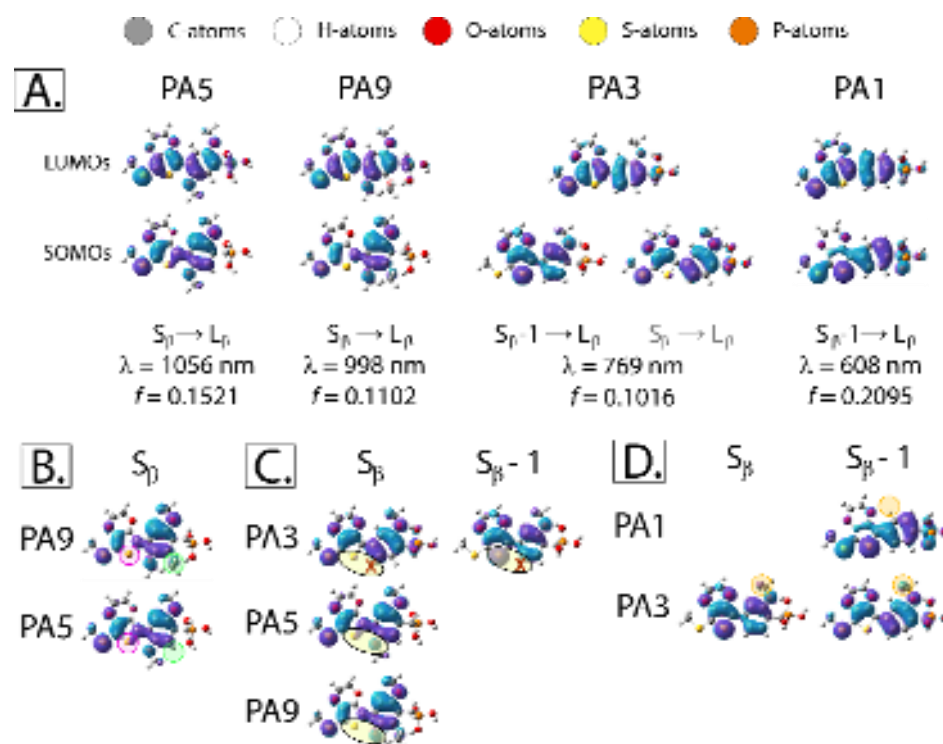 C-atoms H-atoms O-atoms S-atoms P-atoms
A. PA5 PA9 PA3 PA1
LUMOs
SOMOs
Sβ → Lβ Sβ → Lβ Sβ-1 → Lβ Sβ → Lβ Sβ-1 → Lβ
λ = 1056 nm λ = 998 nm λ = 769 nm λ = 608 nm
f = 0.1521 f = 0.1102 f = 0.1016 f = 0.2095
B. Sβ C. Sβ Sβ - 1 D. Sβ Sβ - 1
PA9 PA3 PA1
PA5 PA5 PA3
PA9
X X